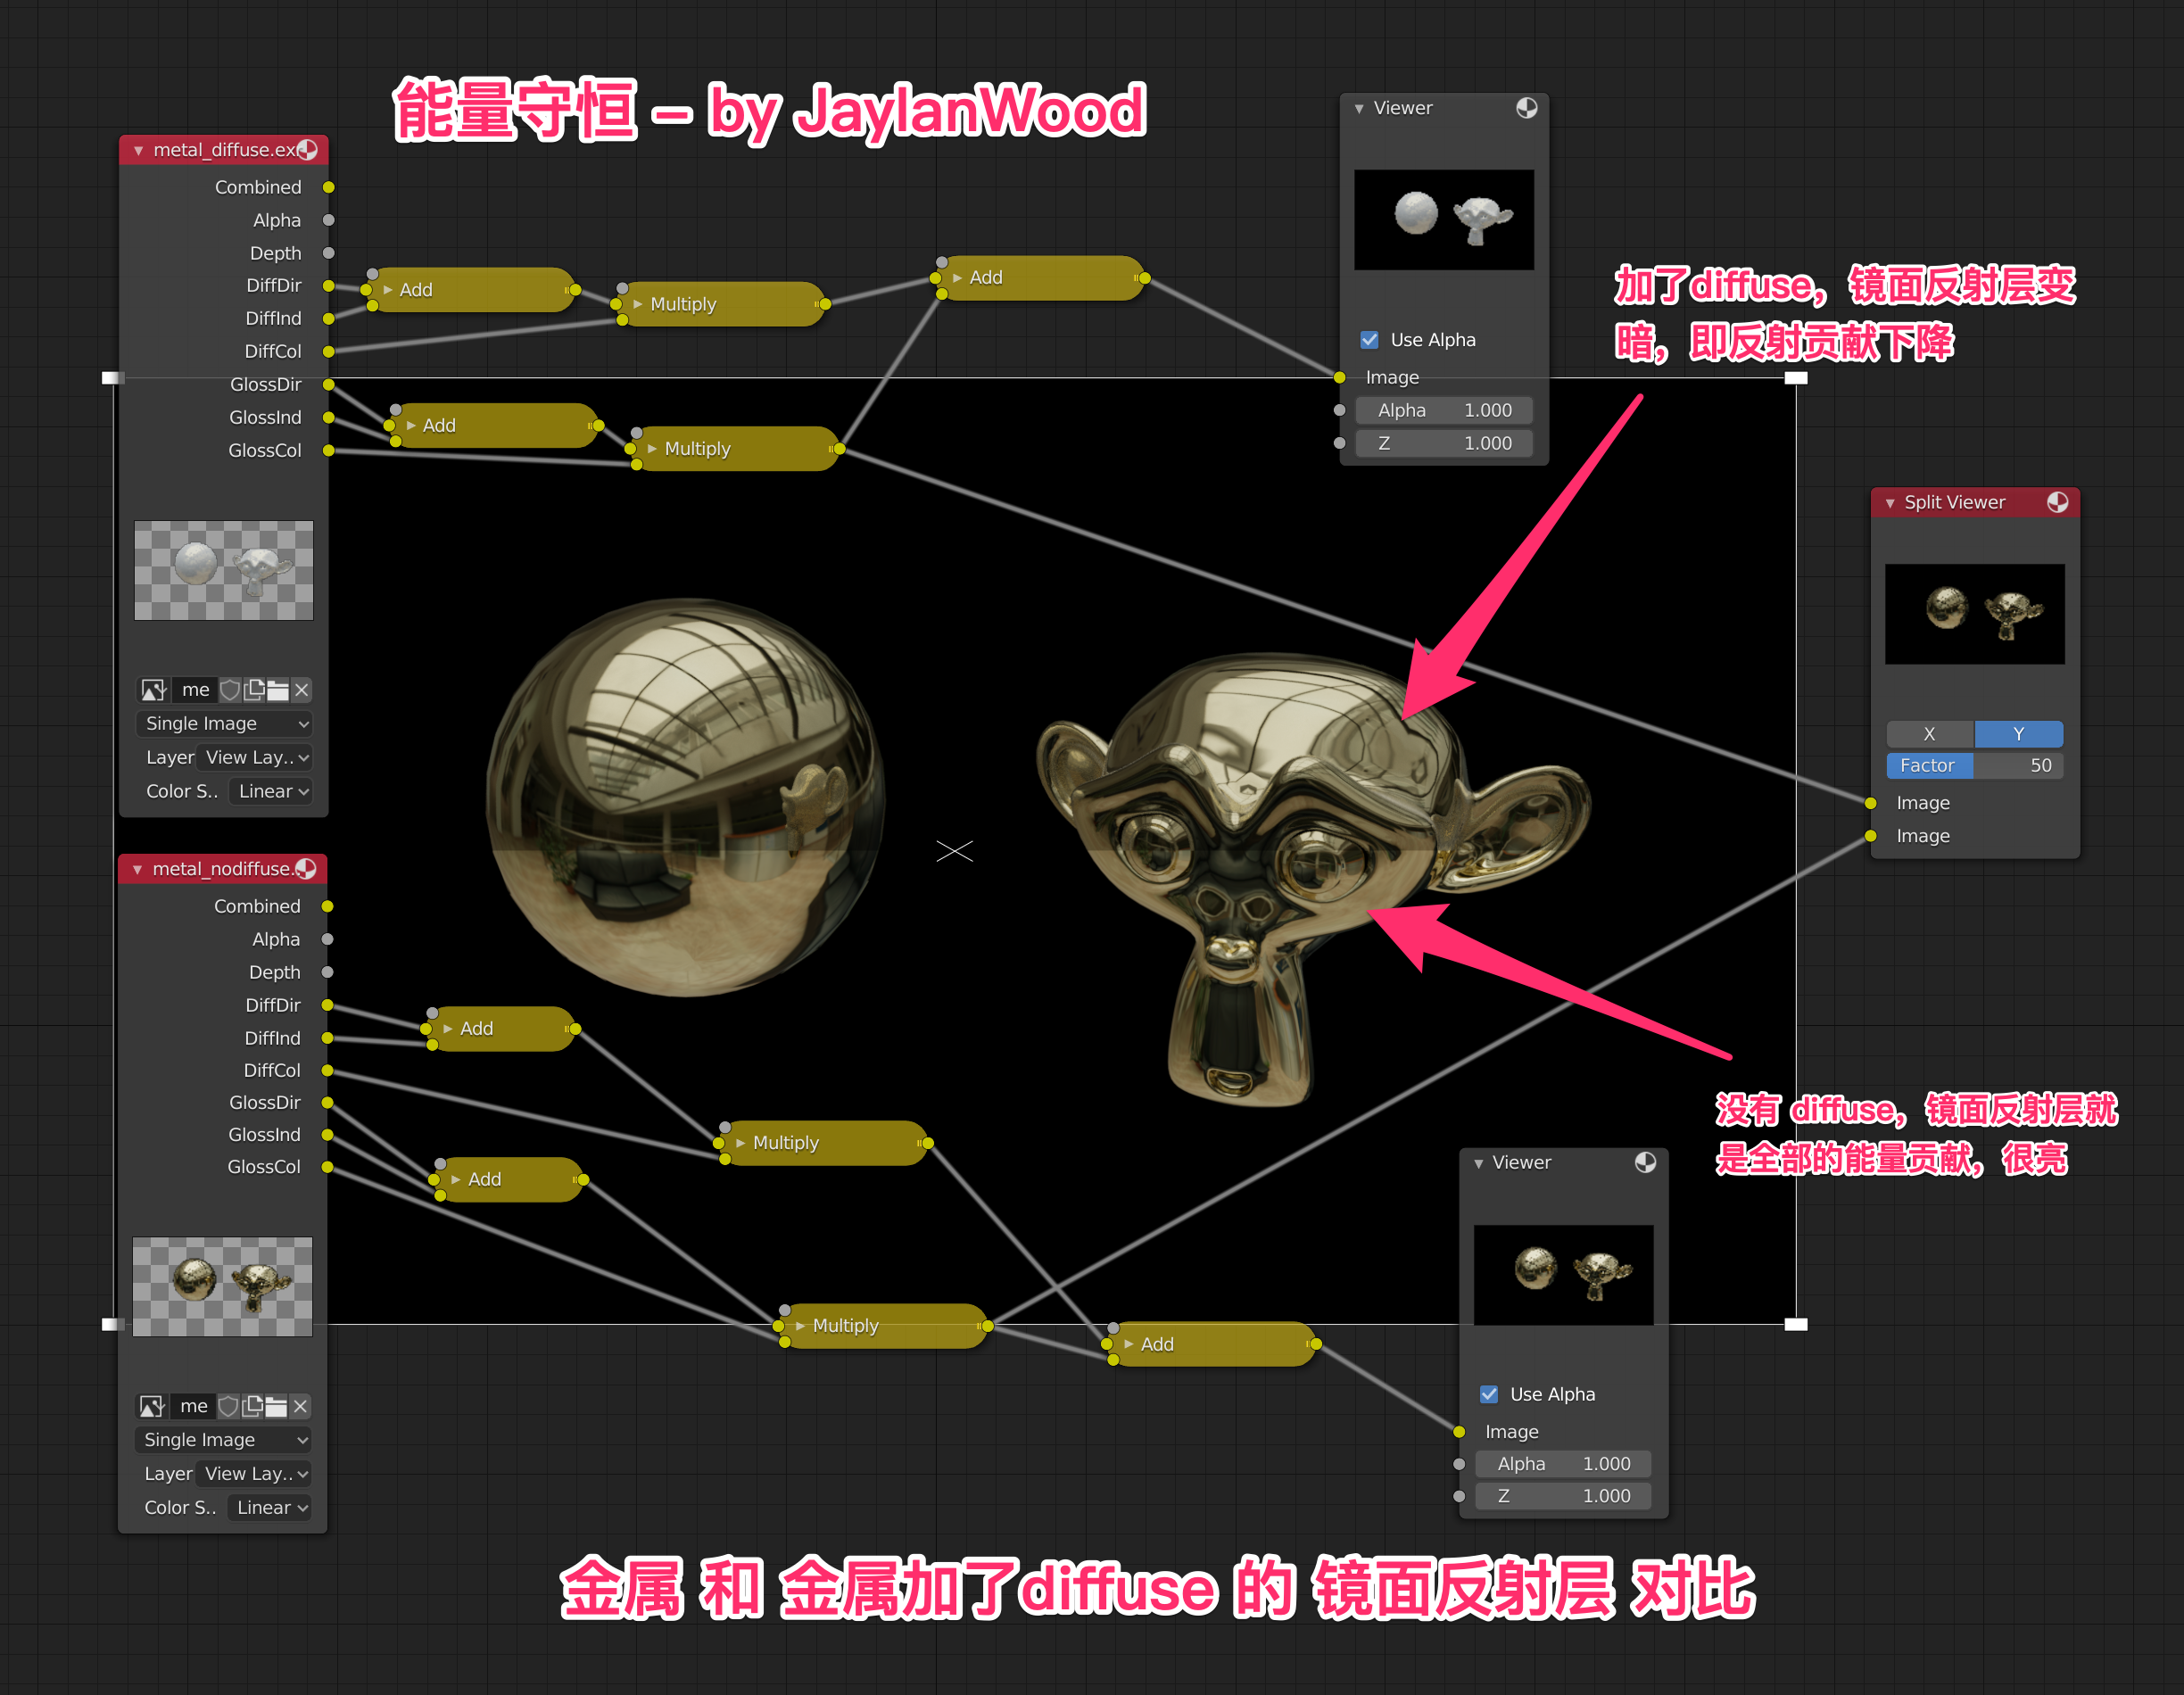 能量守恒 – by JaylanWood
metal_diffuse.ex
Combined
Alpha
Depth
DiffDir
DiffInd
DiffCol
GlossDir
GlossInd
GlossCol
me
Single Image
Layer View Lay..
Color S.. Linear
Add
Multiply
Add
Add
Multiply
Viewer
Use Alpha
Image
Alpha 1.000
Z 1.000
加了diffuse，镜面反射层变
暗，即反射贡献下降
Split Viewer
X Y
Factor 50
Image
Image
metal_nodiffuse.
Combined
Alpha
Depth
DiffDir
DiffInd
DiffCol
GlossDir
GlossInd
GlossCol
me
Single Image
Layer View Lay..
Color S.. Linear
Add
Multiply
Add
Multiply
Add
没有 diffuse，镜面反射层就
是全部的能量贡献，很亮
Viewer
Use Alpha
Image
Alpha 1.000
Z 1.000
金属 和 金属加了diffuse 的 镜面反射层 对比